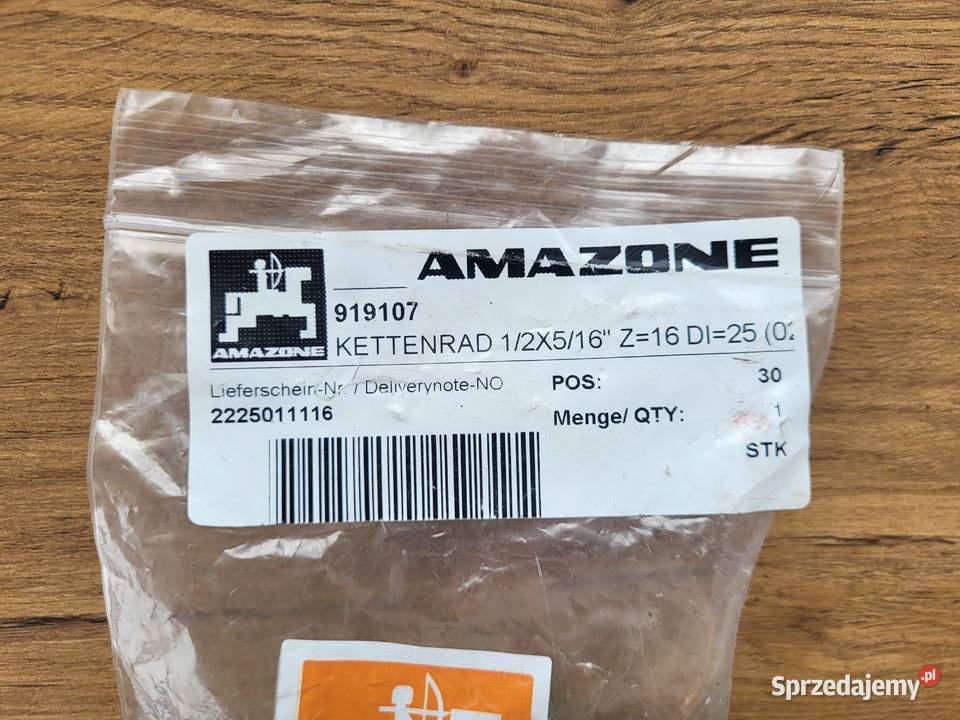 AMAZONE
AMAZONE
919107
KETTENRAD 1/2X5/16" Z=16 DI=25 (02
Lieferschein-Nr. / Deliverynote-NO
2225011116
POS: 30
Menge/ QTY: 1
STK
Sprzedajemy.pl